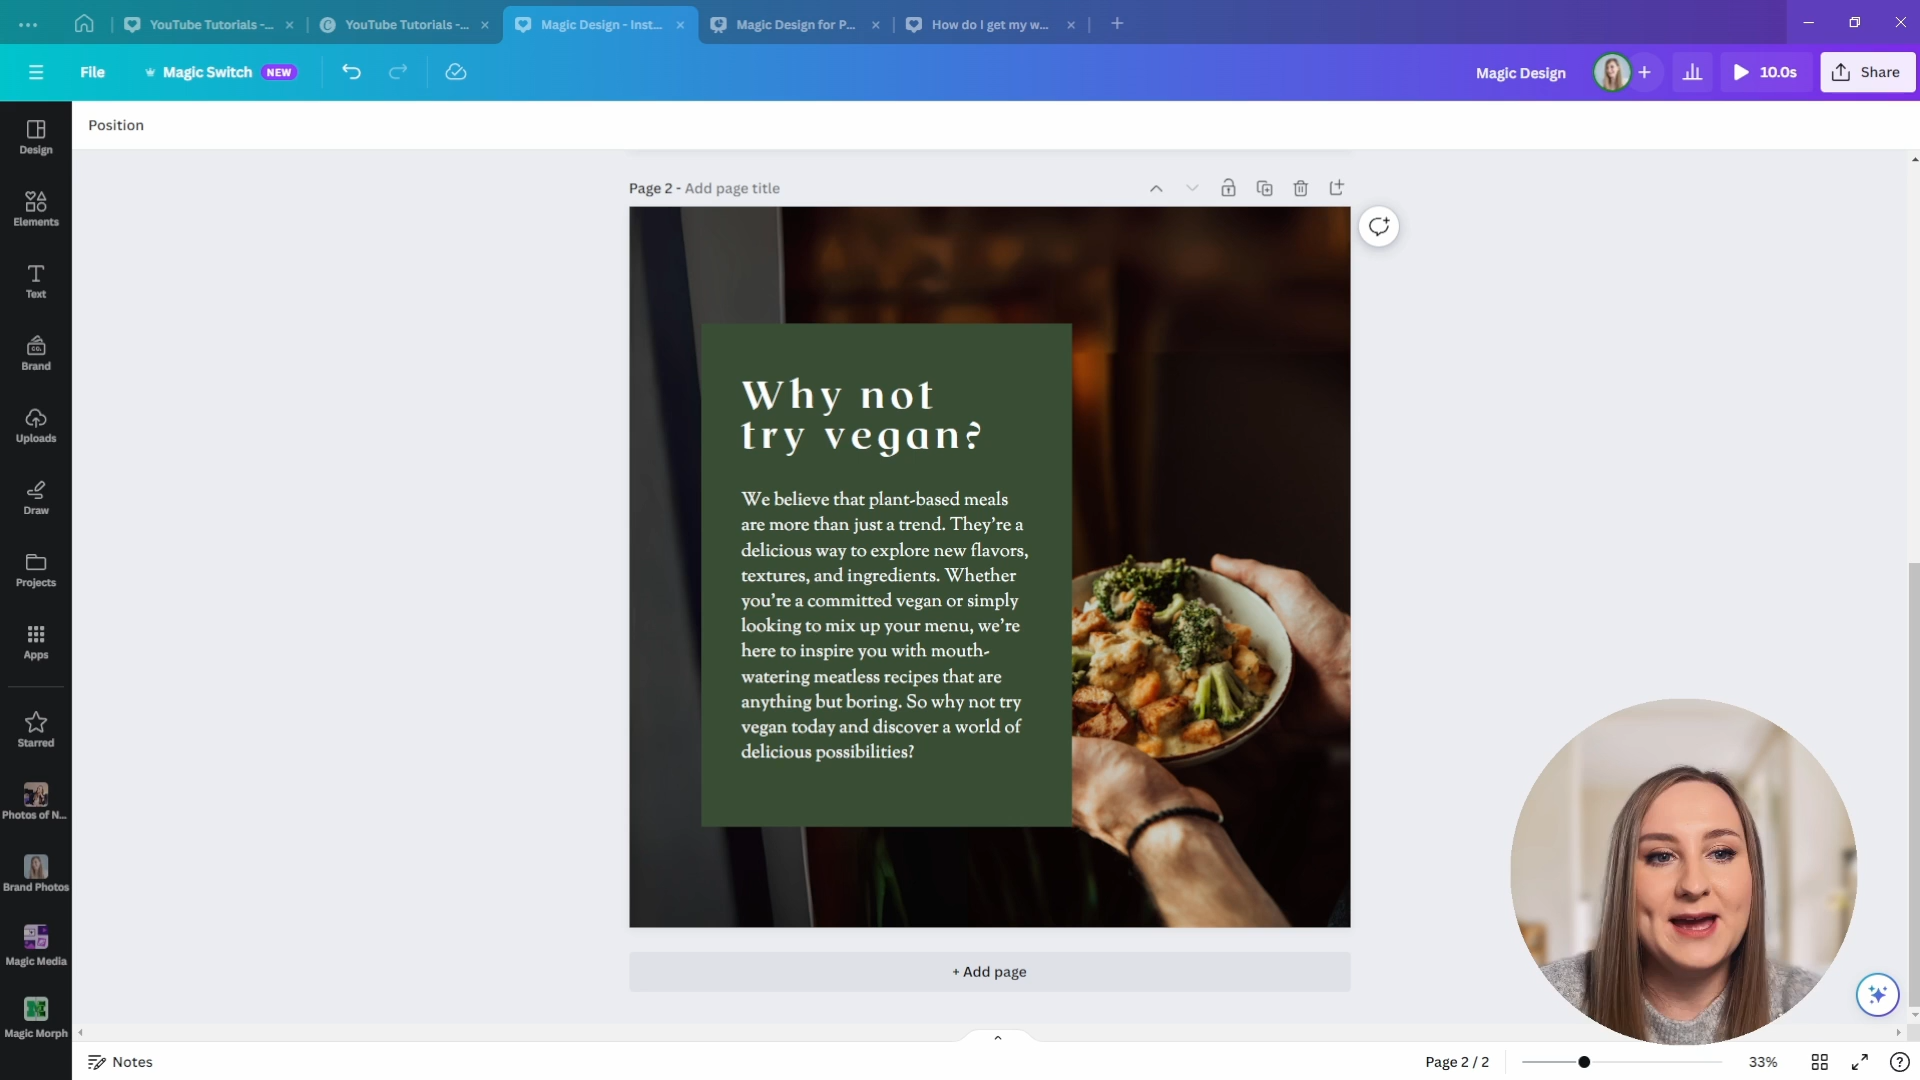 YouTube Tutorials -...
YouTube Tutorials -...
Magic Design - Inst...
Magic Design for P...
How do I get my w...
File
Magic Switch NEW
Magic Design
10.0s
Share
Position
Design
Elements
Text
Brand
Uploads
Draw
Projects
Apps
Starred
Photos of N...
Brand Photos
Magic Media
Magic Morph
Page 2 - Add page title
Why not
try vegan?
We believe that plant-based meals
are more than just a trend. They're a
delicious way to explore new flavors,
textures, and ingredients. Whether
you're a committed vegan or simply
looking to mix up your menu, we're
here to inspire you with mouth-
watering meatless recipes that are
anything but boring. So why not try
vegan today and discover a world of
delicious possibilities?
+ Add page
Notes
Page 2 / 2
33%